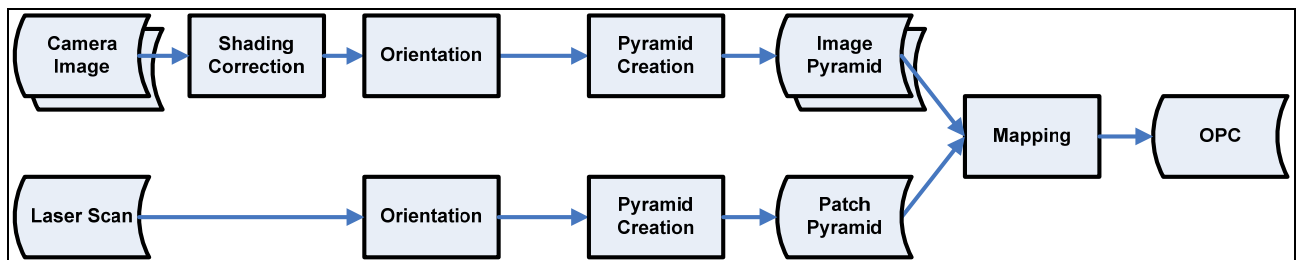 Camera
Image
Shading
Correction
Orientation
Pyramid
Creation
Image
Pyramid
Mapping
OPC
Laser Scan
Orientation
Pyramid
Creation
Patch
Pyramid